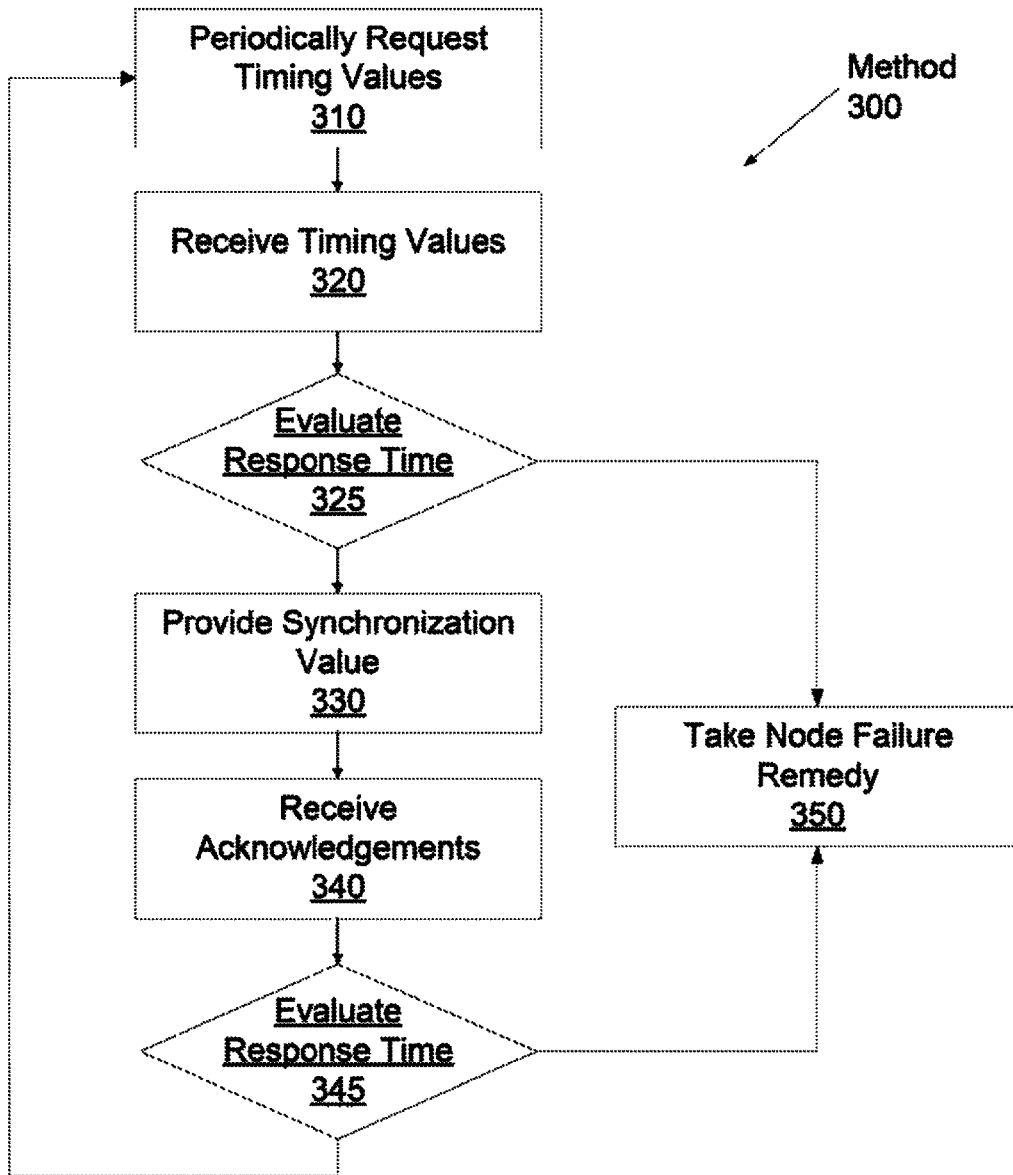 Periodically Request
Timing Values
310
Method
300
Receive Timing Values
320
Evaluate
Response Time
325
Provide Synchronization
Value
330
Take Node Failure
Remedy
350
Receive
Acknowledgements
340
Evaluate
Response Time
345